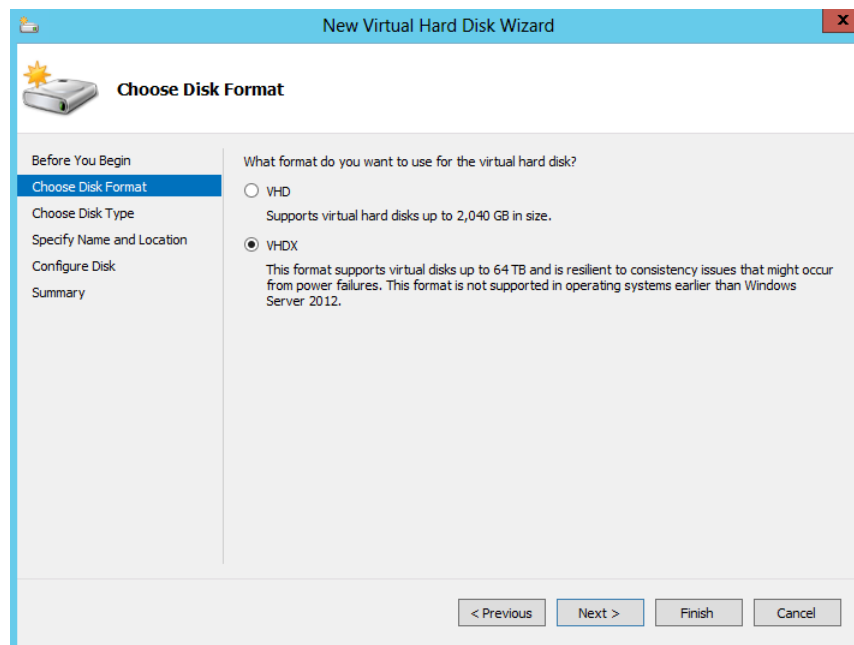 New Virtual Hard Disk Wizard
x
Choose Disk Format
Before You Begin
Choose Disk Format
Choose Disk Type
Specify Name and Location
Configure Disk
Summary
What format do you want to use for the virtual hard disk?
VHD
Supports virtual hard disks up to 2,040 GB in size.
VHDX
This format supports virtual disks up to 64 TB and is resilient to consistency issues that might occur
from power failures. This format is not supported in operating systems earlier than Windows
Server 2012.
< Previous
Next >
Finish
Cancel